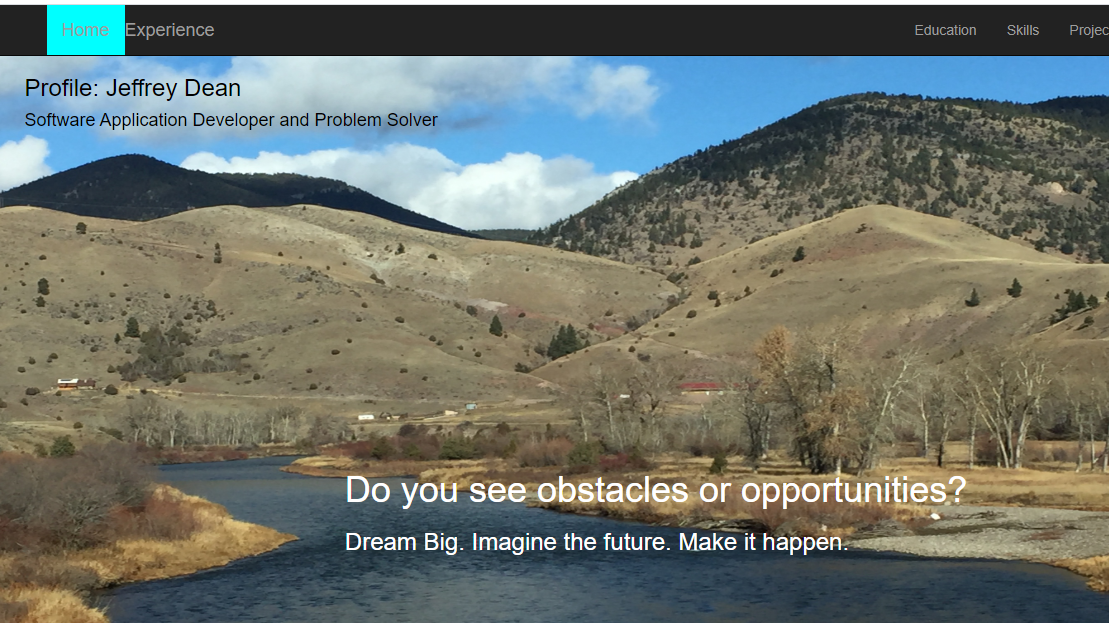 Home Experience Education Skills Projec
Profile: Jeffrey Dean
Software Application Developer and Problem Solver
Do you see obstacles or opportunities?
Dream Big. Imagine the future. Make it happen.